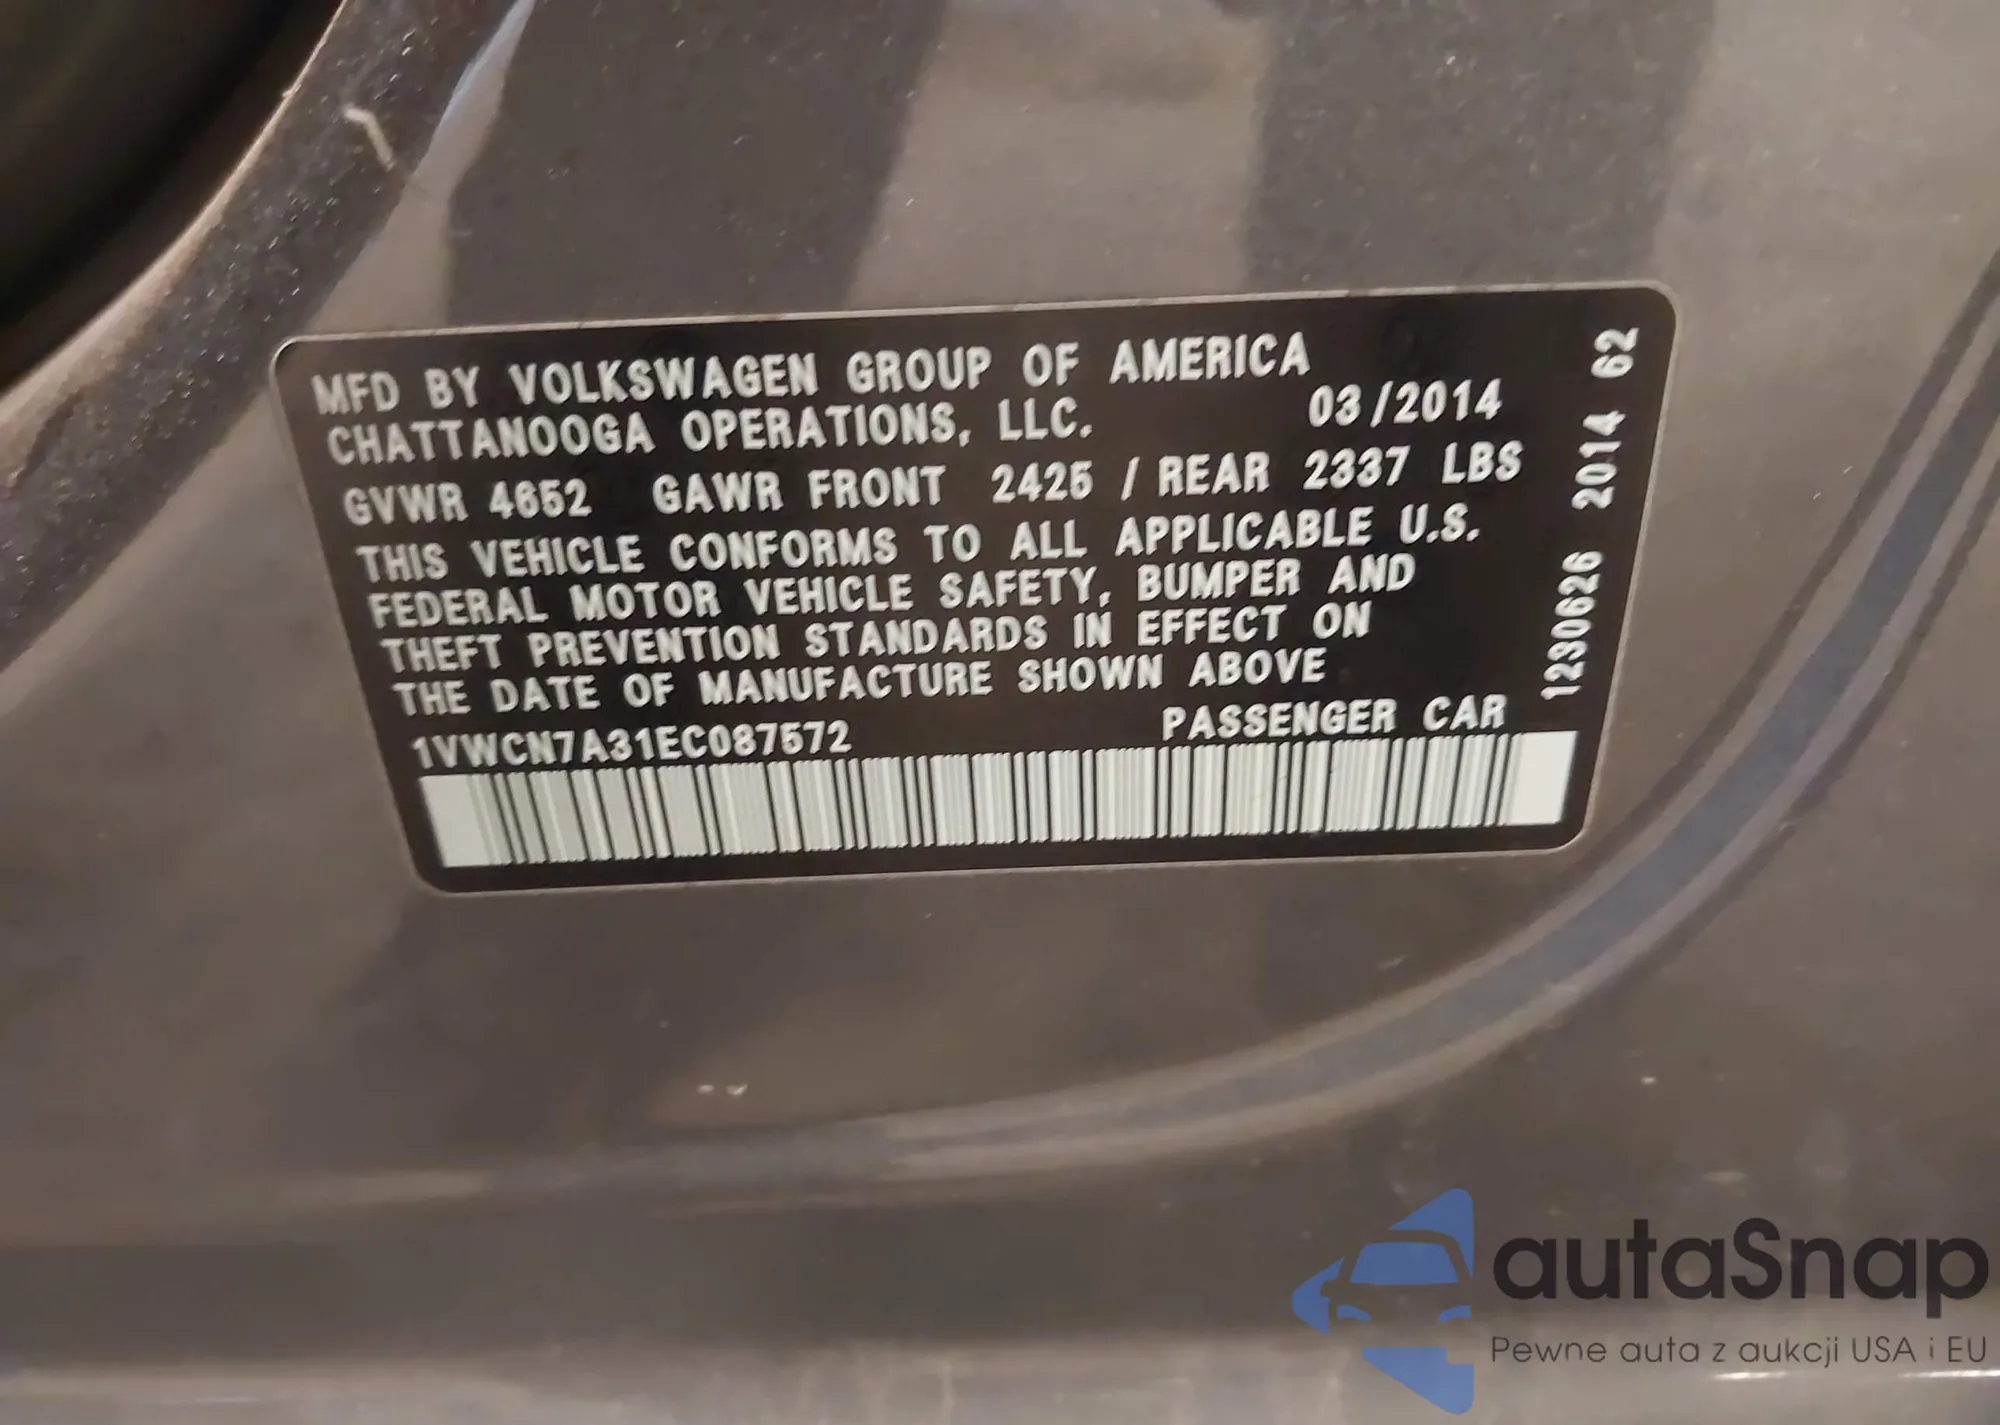 MFD BY VOLKSWAGEN GROUP OF AMERICA
CHATTANOOGA OPERATIONS, LLC. 03/2014
GVWR 4652 GAWR FRONT 2425 / REAR 2337 LBS
THIS VEHICLE CONFORMS TO ALL APPLICABLE U.S.
FEDERAL MOTOR VEHICLE SAFETY, BUMPER AND
THEFT PREVENTION STANDARDS IN EFFECT ON
THE DATE OF MANUFACTURE SHOWN ABOVE
1VWCN7A31EC087572 PASSENGER CAR
1230626 2014 62
autaSnap
Pewne auta z aukcji USA i EU